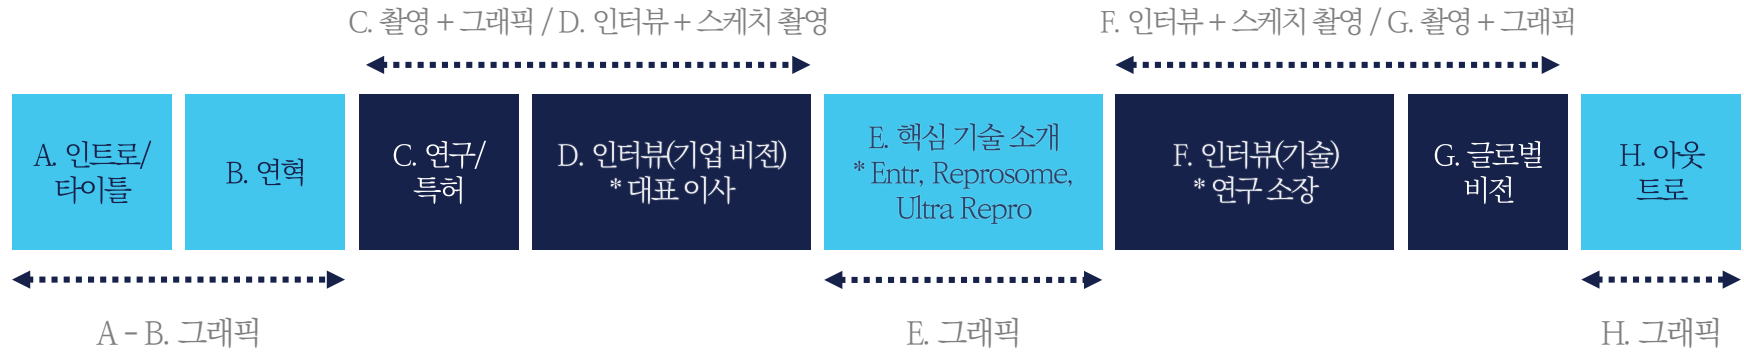 C. 촬영 + 그래픽 / D. 인터뷰 + 스케치 촬영
F. 인터뷰 + 스케치 촬영 / G. 촬영 + 그래픽
A. 인트로/
타이틀
B. 연혁
C. 연구/
특허
D. 인터뷰(기업 비전)
* 대표 이사
E. 핵심 기술 소개
* Entr, Reprosome,
Ultra Repro
F. 인터뷰(기술)
* 연구 소장
G. 글로벌
비전
H. 아웃
트로
A - B. 그래픽
E. 그래픽
H. 그래픽